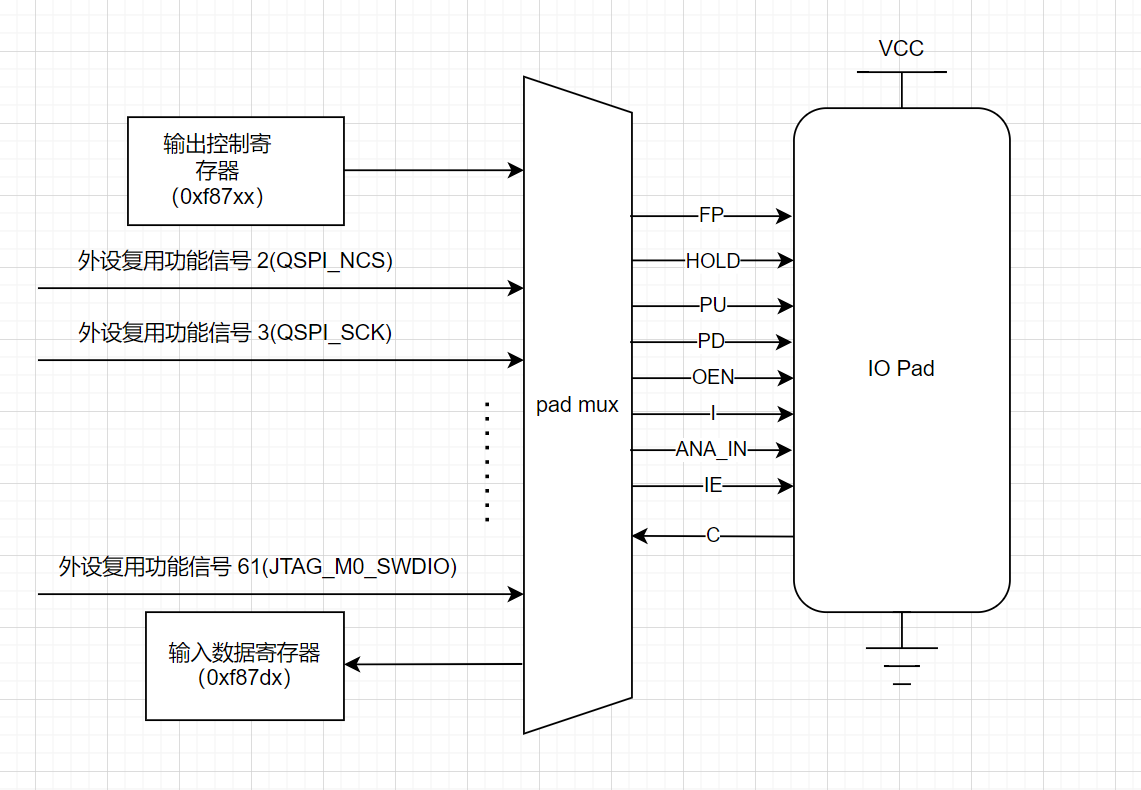 VCC
输出控制寄
存器
（0xf87xx）
外设复用功能信号 2(QSPI_NCS)
外设复用功能信号 3(QSPI_SCK)
外设复用功能信号 61(JTAG_M0_SWDIO)
输入数据寄存器
（0xf87dx）
pad mux
FP
HOLD
PU
PD
OEN
I
ANA_IN
IE
C
IO Pad